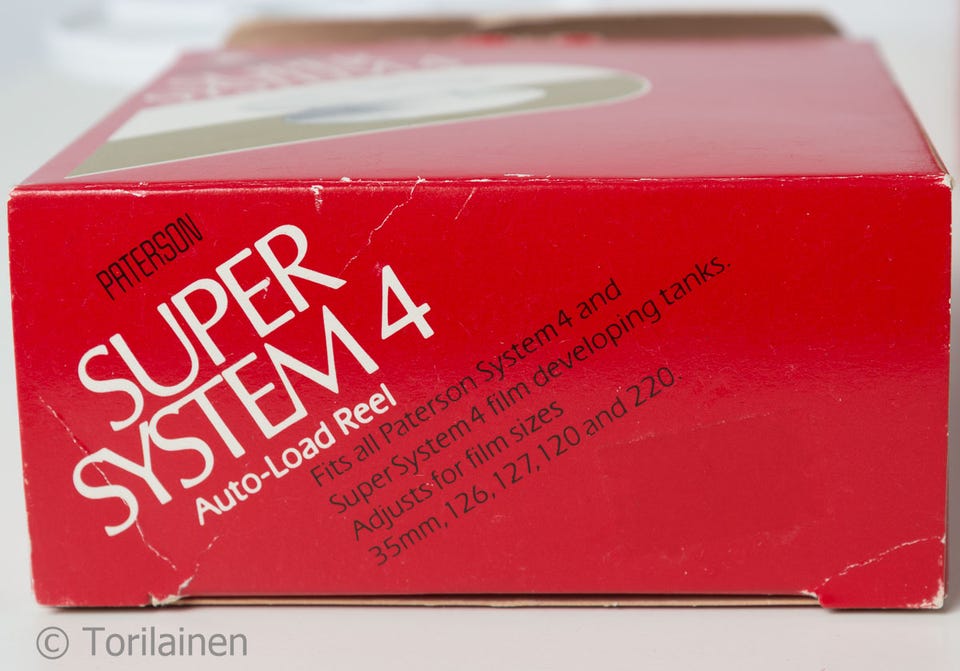 PATERSON
SUPER
SYSTEM 4
Auto-Load Reel
Fits all Paterson System 4 and
Super System 4 film developing tanks.
Adjusts for film sizes
35mm, 126, 127, 120 and 220.
© Torilainen